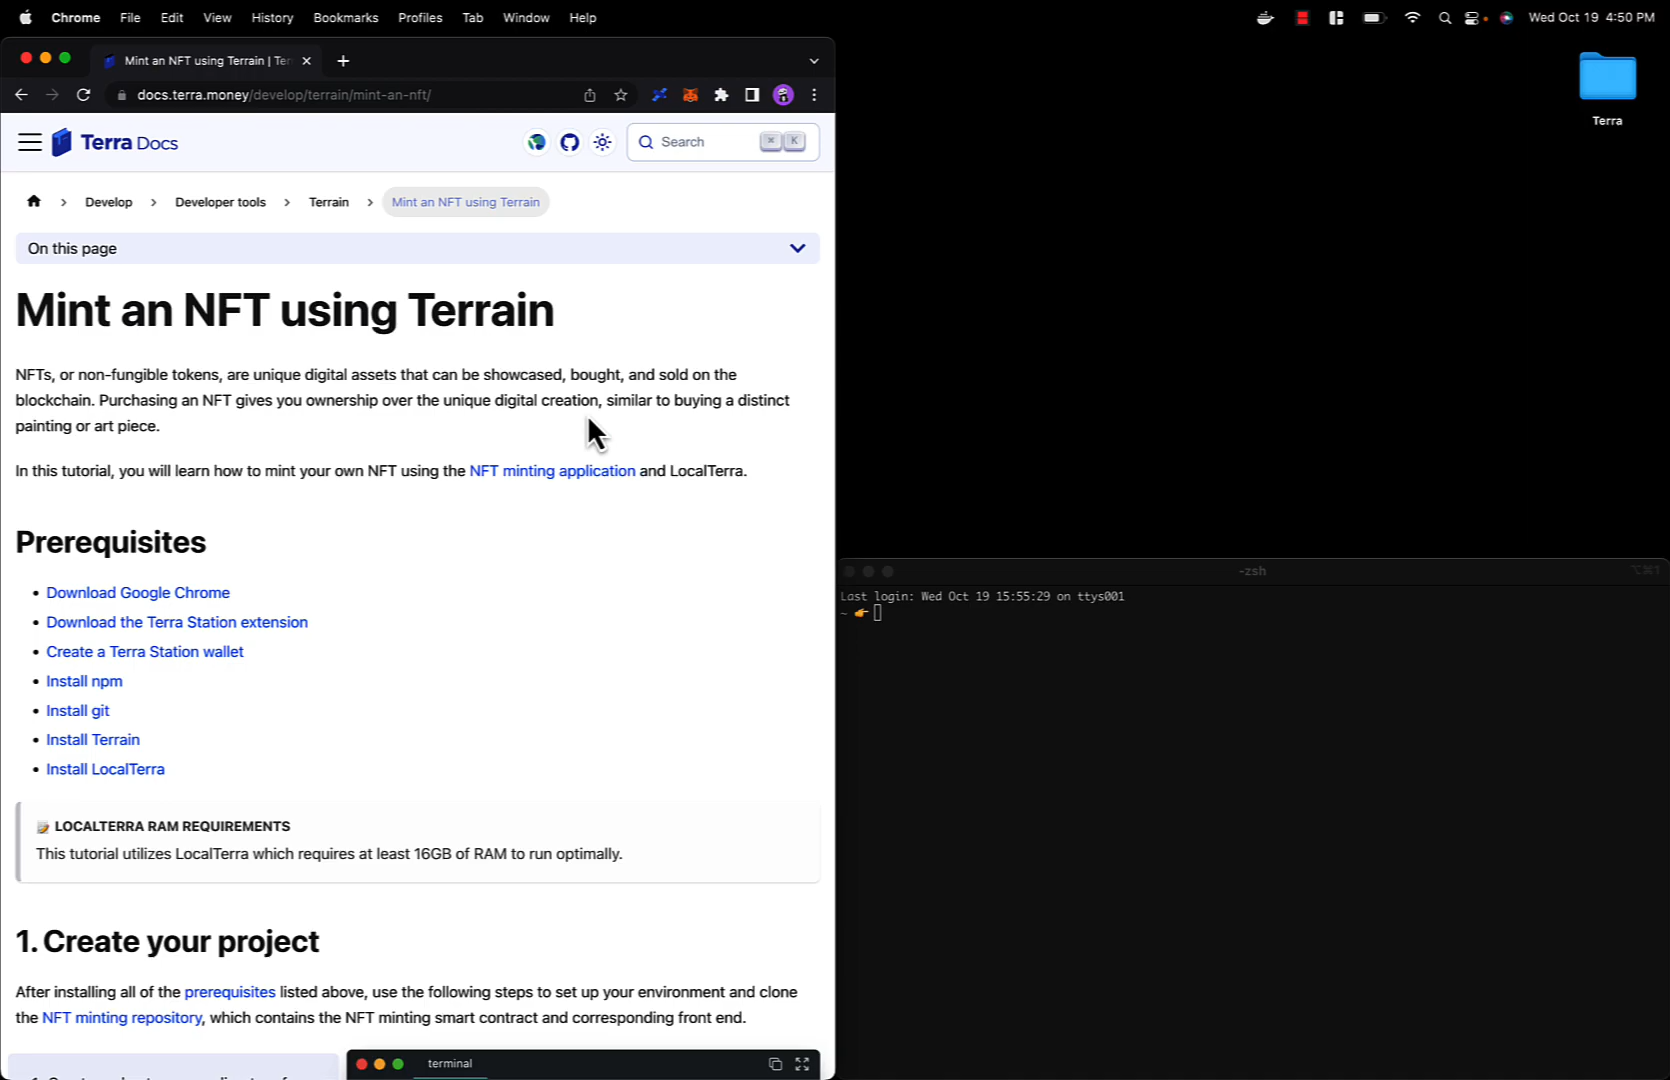 Chrome File Edit View History Bookmarks Profiles Tab Window Help Wed Oct 19 4:50 PM
Mint an NFT using Terrain | Ter
docs.terra.money/develop/terrain/mint-an-nft/
Terra Docs Search K
Develop > Developer tools > Terrain > Mint an NFT using Terrain
On this page
Mint an NFT using Terrain
NFTs, or non-fungible tokens, are unique digital assets that can be showcased, bought, and sold on the
blockchain. Purchasing an NFT gives you ownership over the unique digital creation, similar to buying a distinct
painting or art piece.
In this tutorial, you will learn how to mint your own NFT using the NFT minting application and LocalTerra.
Prerequisites
• Download Google Chrome
• Download the Terra Station extension
• Create a Terra Station wallet
• Install npm
• Install git
• Install Terrain
• Install LocalTerra
LOCALTERRA RAM REQUIREMENTS
This tutorial utilizes LocalTerra which requires at least 16GB of RAM to run optimally.
1. Create your project
After installing all of the prerequisites listed above, use the following steps to set up your environment and clone
the NFT minting repository, which contains the NFT minting smart contract and corresponding front end.
terminal
Terra
-zsh ⌥⌘1
Last login: Wed Oct 19 15:55:29 on ttys001
~